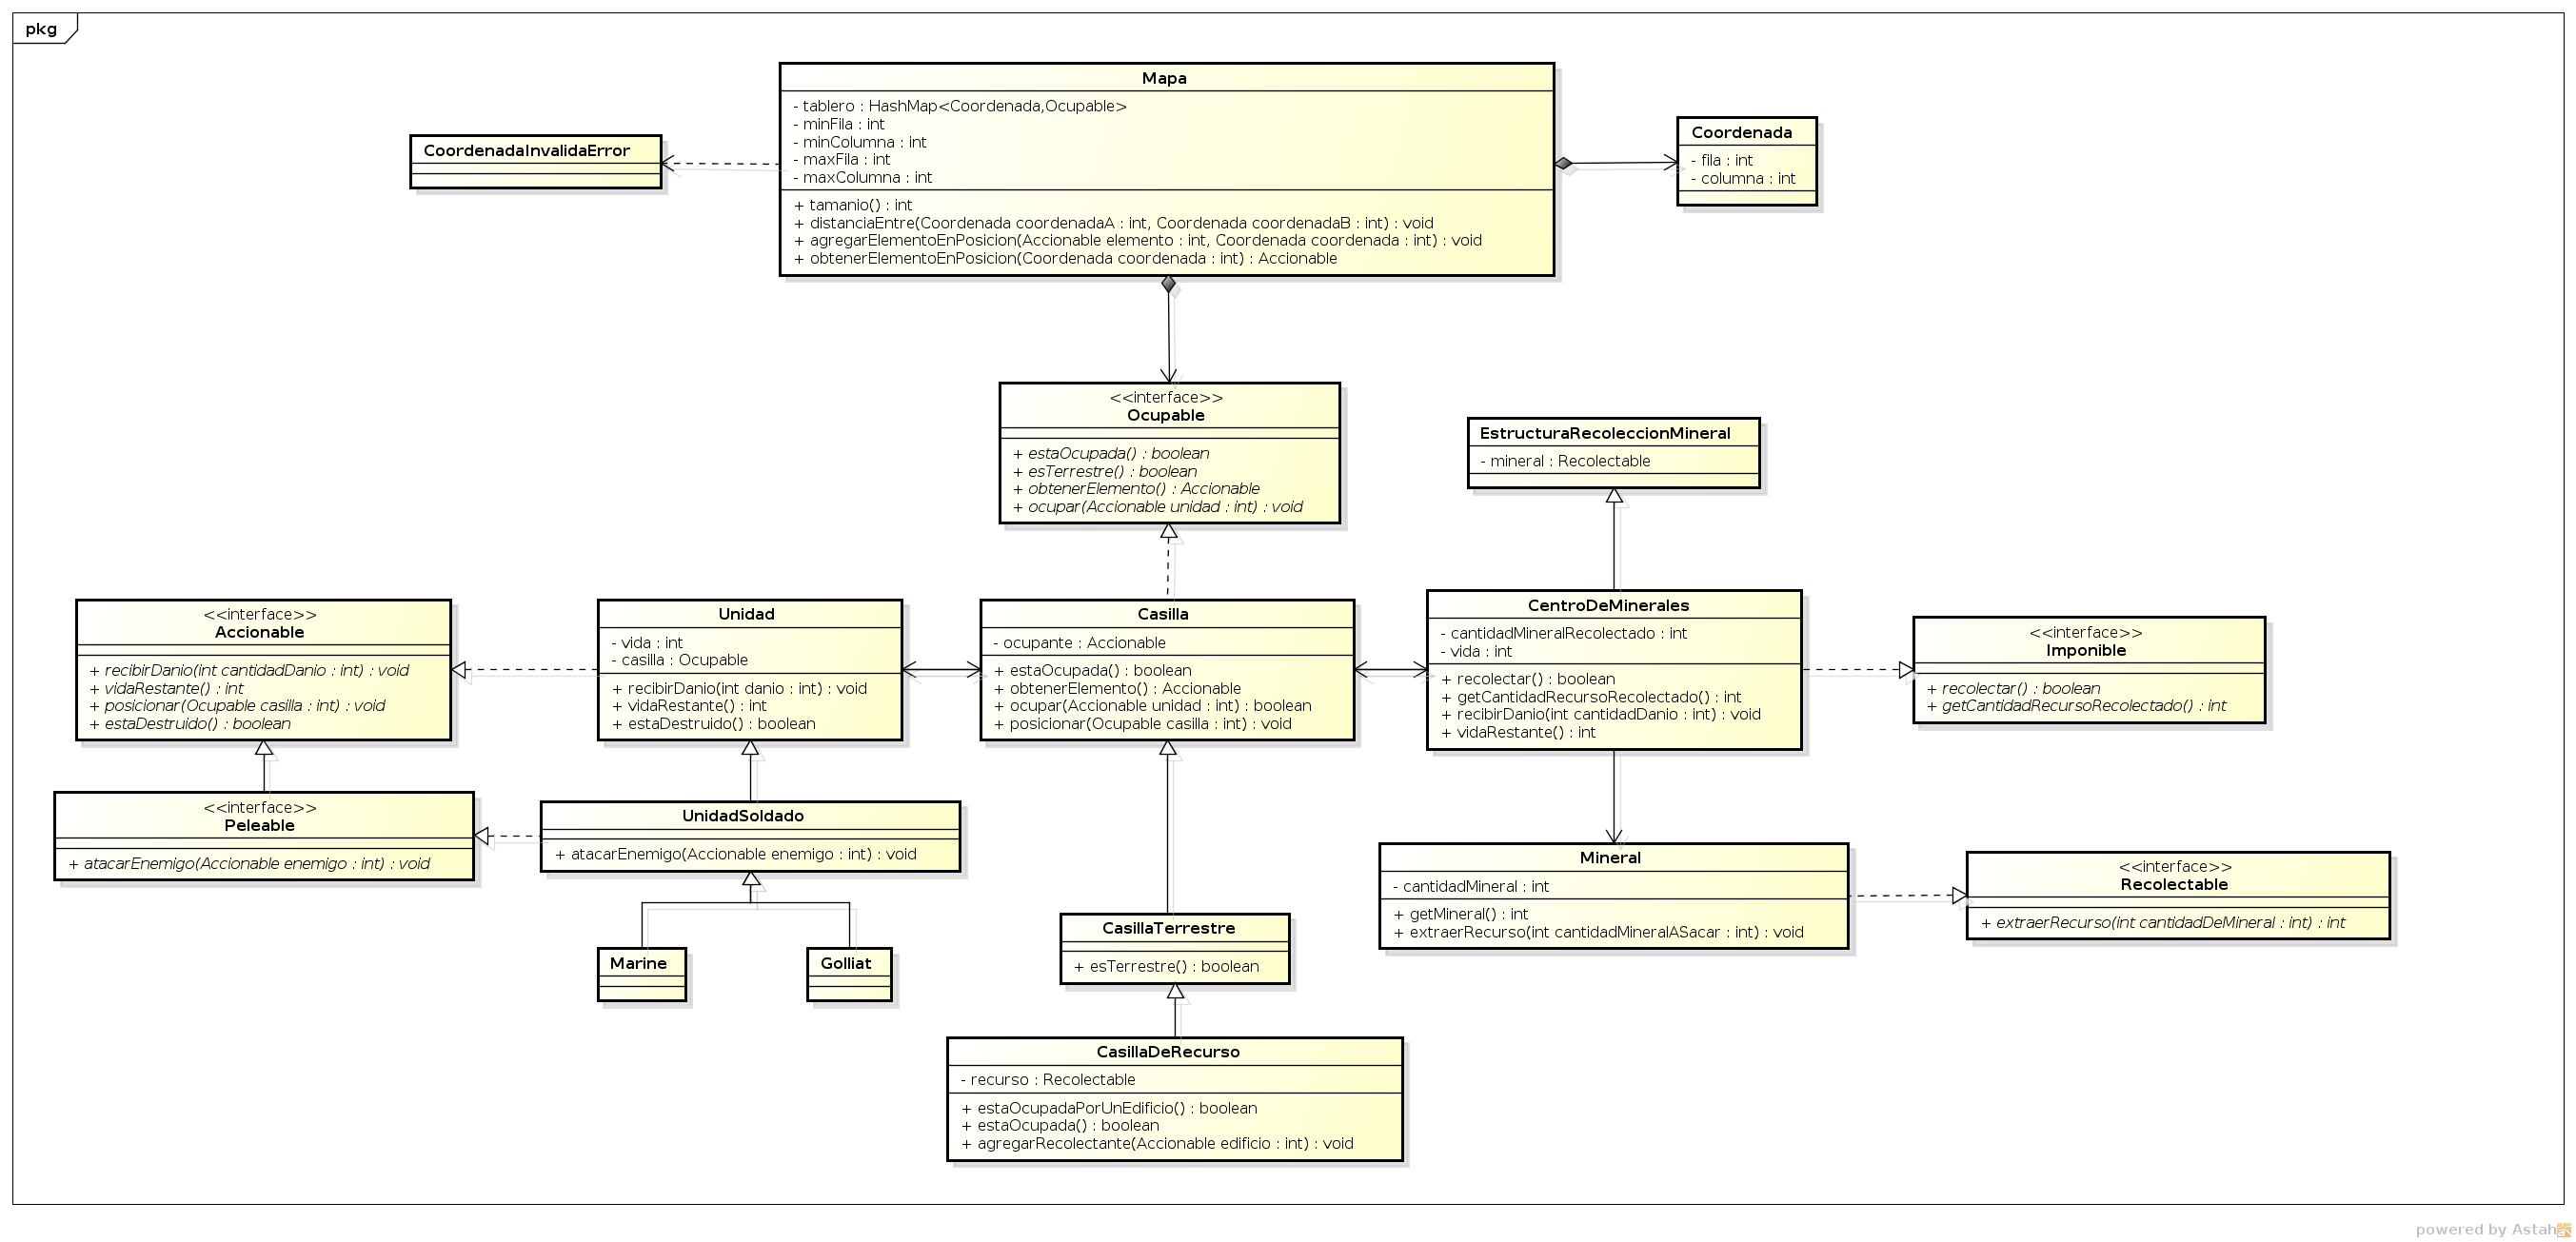 pkg
Mapa
- tablero : HashMap<Coordenada,Ocupable>
- minFila : int
- minColumna : int
- maxFila : int
- maxColumna : int
+ tamanio() : int
+ distanciaEntre(Coordenada coordenadaA : int, Coordenada coordenadaB : int) : void
+ agregarElementoEnPosicion(Accionable elemento : int, Coordenada coordenada : int) : void
+ obtenerElementoEnPosicion(Coordenada coordenada : int) : Accionable
CoordenadaInvalidaError
Coordenada
- fila : int
- columna : int
<<interface>>
Ocupable
+ estaOcupada() : boolean
+ esTerrestre() : boolean
+ obtenerElemento() : Accionable
+ ocupar(Accionable unidad : int) : void
EstructuraRecoleccionMineral
- mineral : Recolectable
<<interface>>
Accionable
+ recibirDanio(int cantidadDanio : int) : void
+ vidaRestante() : int
+ posicionar(Ocupable casilla : int) : void
+ estaDestruido() : boolean
Unidad
- vida : int
- casilla : Ocupable
+ recibirDanio(int danio : int) : void
+ vidaRestante() : int
+ estaDestruido() : boolean
Casilla
- ocupante : Accionable
+ estaOcupada() : boolean
+ obtenerElemento() : Accionable
+ ocupar(Accionable unidad : int) : boolean
+ posicionar(Ocupable casilla : int) : void
CentroDeMinerales
- cantidadMineralRecolectado : int
- vida : int
+ recolectar() : boolean
+ getCantidadRecursoRecolectado() : int
+ recibirDanio(int cantidadDanio : int) : void
+ vidaRestante() : int
<<interface>>
Imponible
+ recolectar() : boolean
+ getCantidadRecursoRecolectado() : int
<<interface>>
Peleable
+ atacarEnemigo(Accionable enemigo : int) : void
UnidadSoldado
+ atacarEnemigo(Accionable enemigo : int) : void
Mineral
- cantidadMineral : int
+ getMineral() : int
+ extraerRecurso(int cantidadMineralASacar : int) : void
<<interface>>
Recolectable
+ extraerRecurso(int cantidadDeMineral : int) : int
Marine
Golliat
CasillaTerrestre
+ esTerrestre() : boolean
CasillaDeRecurso
- recurso : Recolectable
+ estaOcupadaPorUnEdificio() : boolean
+ estaOcupada() : boolean
+ agregarRecolectante(Accionable edificio : int) : void
powered by Astah